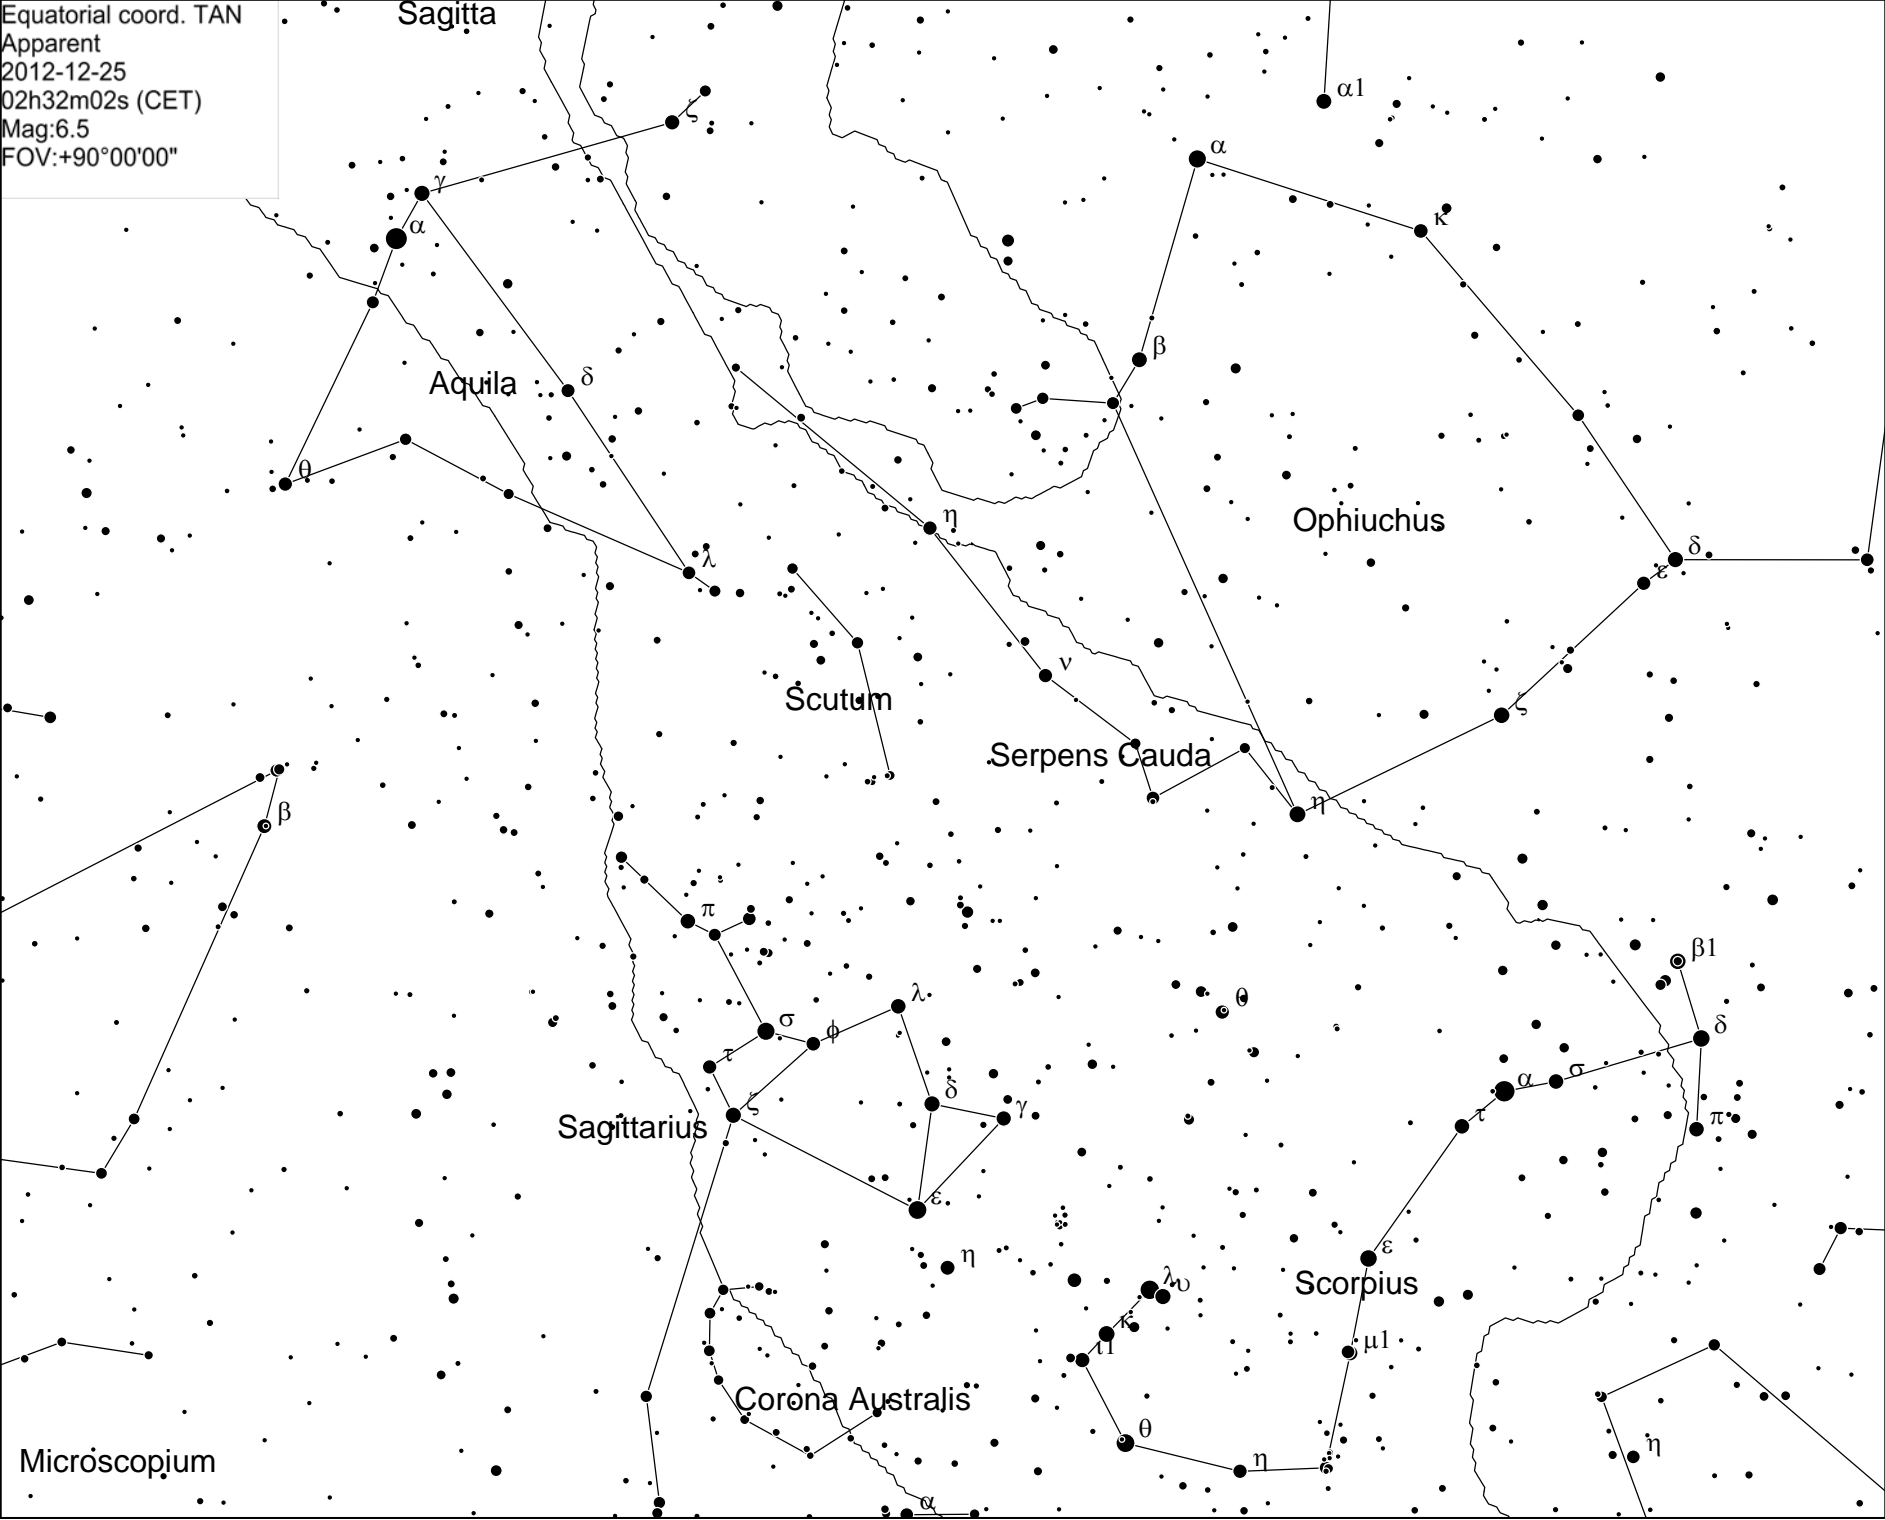 Equatorial coord. TAN
Apparent
2012-12-25
02h32m02s (CET)
Mag:6.5
FOV:+90°00'00"
Sagitta
α1
ζ
α
γ
κ
α
β
Aquila
δ
θ
η
Ophiuchus
δ
λ
ε
ν
Scutum
ζ
Serpens Cauda
β
η
π
β1
λ
θ
σ
ϕ
δ
τ
σ
α
δ
ζ
γ
τ
π
Sagittarius
ε
η
ε
λ
υ
Scorpius
κ
ι1
μ1
Corona Australis
θ
η
η
Microscopium
α